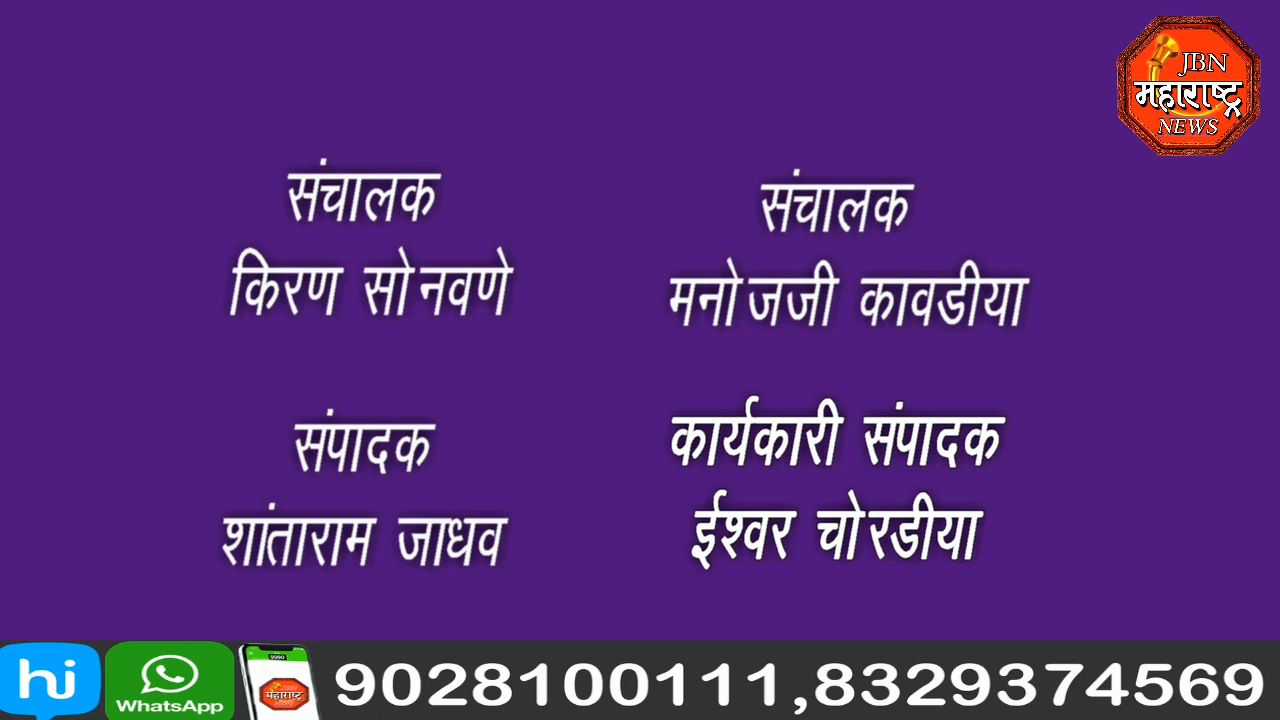 JBN
महाराष्ट्र
NEWS
संचालक
किरण सोनवणे
संचालक
मनोजजी कावडीया
संपादक
शांताराम जाधव
कार्यकारी संपादक
ईश्वर चोरडीया
hi
WhatsApp
महाराष्ट्र
9028100111,8329374569